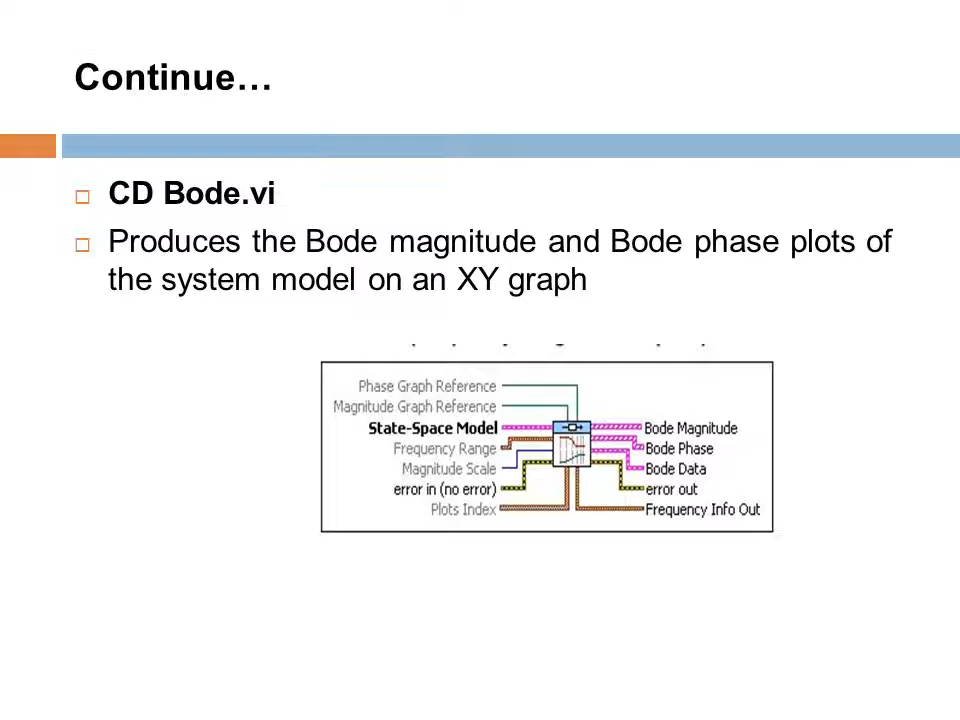 Continue…
CD Bode.vi
Produces the Bode magnitude and Bode phase plots of
the system model on an XY graph
Phase Graph Reference
Magnitude Graph Reference
State-Space Model
Frequency Range
Magnitude Scale
error in (no error)
Plots Index
Bode Magnitude
Bode Phase
Bode Data
error out
Frequency Info Out